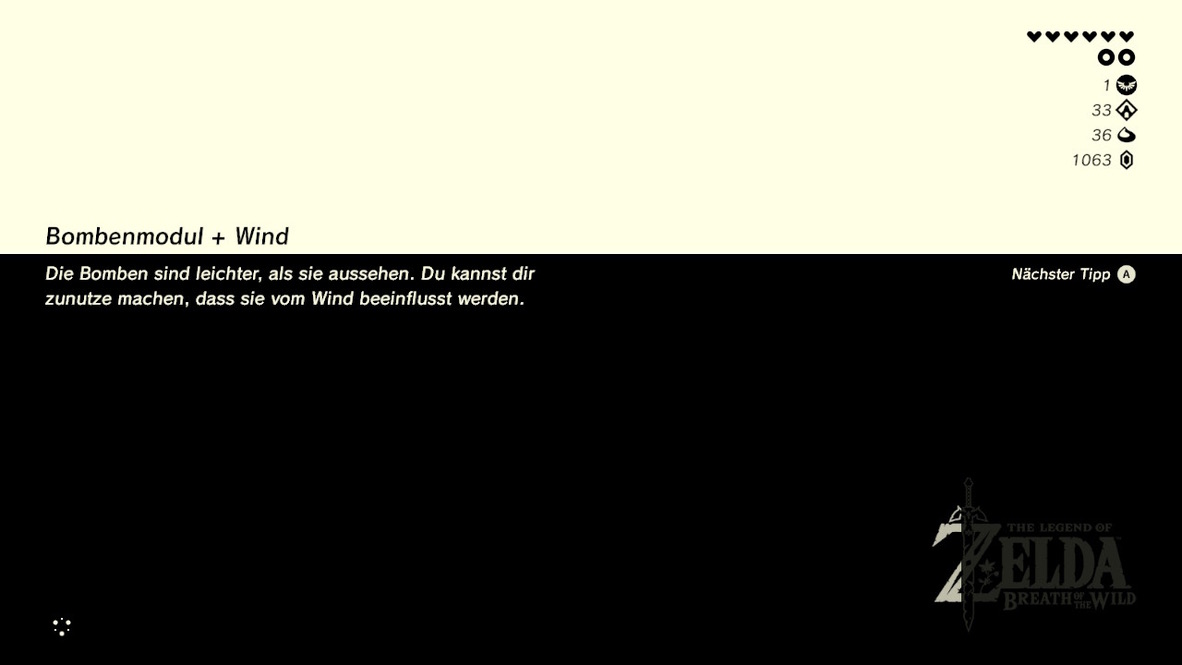 1
33
36
1063
Bombenmodul + Wind
Die Bomben sind leichter, als sie aussehen. Du kannst dir
zunutze machen, dass sie vom Wind beeinflusst werden.
Nächster Tipp A
THE LEGEND OF
ZELDA
BREATH OF THE WILD